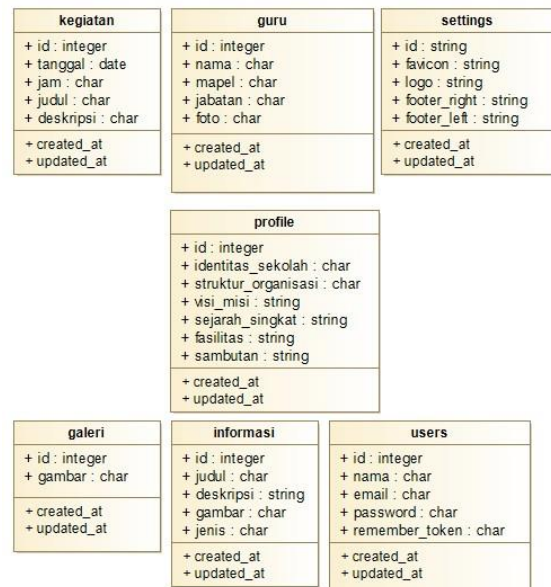 kegiatan
+ id : integer
+ tanggal : date
+ jam : char
+ judul : char
+ deskripsi : char
+ created_at
+ updated_at
guru
+ id : integer
+ nama : char
+ mapel : char
+ jabatan : char
+ foto : char
+ created_at
+ updated_at
settings
+ id : string
+ favicon : string
+ logo : string
+ footer_right : string
+ footer_left : string
+ created_at
+ updated_at
profile
+ id : integer
+ identitas_sekolah : char
+ struktur_organisasi : char
+ visi_misi : string
+ sejarah_singkat : string
+ fasilitas : string
+ sambutan : string
+ created_at
+ updated_at
galeri
+ id : integer
+ gambar : char
+ created_at
+ updated_at
informasi
+ id : integer
+ judul : char
+ deskripsi : string
+ gambar : char
+ jenis : char
+ created_at
+ updated_at
users
+ id : integer
+ nama : char
+ email : char
+ password : char
+ remember_token : char
+ created_at
+ updated_at